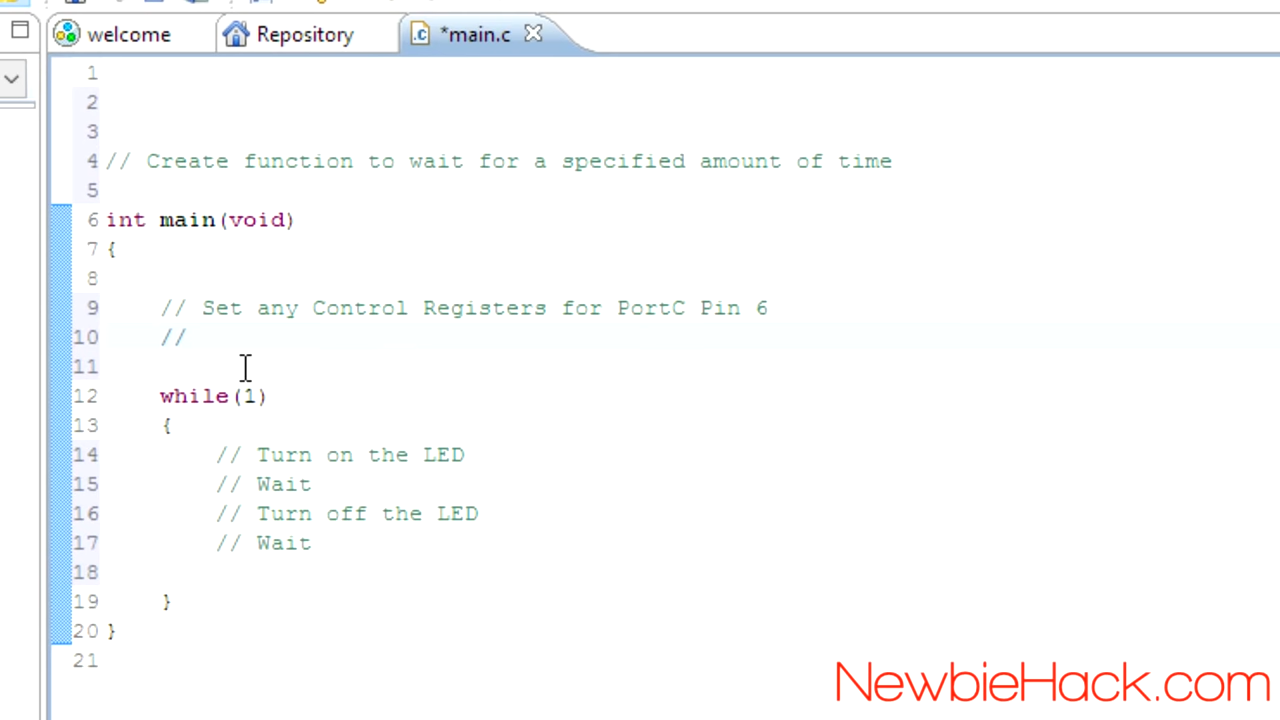 welcome Repository *main.c
1
2
3
4 // Create function to wait for a specified amount of time
5
6 int main(void)
7 {
8
9 // Set any Control Registers for PortC Pin 6
10 //
11
12 while(1)
13 {
14 // Turn on the LED
15 // Wait
16 // Turn off the LED
17 // Wait
18
19 }
20 }
21
NewbieHack.com